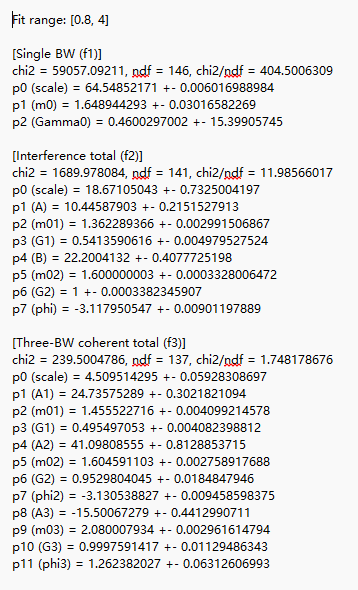 Fit range: [0.8, 4]
[Single BW (f1)]
chi2 = 59057.09211, ndf = 146, chi2/ndf = 404.5006309
p0 (scale) = 64.54852171 +- 0.006016988984
p1 (m0) = 1.648944293 +- 0.03016582269
p2 (Gamma0) = 0.4600297002 +- 15.39905745
[Interference total (f2)]
chi2 = 1689.978084, ndf = 141, chi2/ndf = 11.98566017
p0 (scale) = 18.67105043 +- 0.7325004197
p1 (A) = 10.44587903 +- 0.2151527913
p2 (m01) = 1.362289366 +- 0.002991506867
p3 (G1) = 0.5413590616 +- 0.004979527524
p4 (B) = 22.2004132 +- 0.4077725198
p5 (m02) = 1.600000003 +- 0.0003328006472
p6 (G2) = 1 +- 0.0003382345907
p7 (phi) = -3.117950547 +- 0.00901197889
[Three-BW coherent total (f3)]
chi2 = 239.5004786, ndf = 137, chi2/ndf = 1.748178676
p0 (scale) = 4.509514295 +- 0.05928308697
p1 (A1) = 24.73575289 +- 0.3021821094
p2 (m01) = 1.455522716 +- 0.004099214578
p3 (G1) = 0.495497053 +- 0.004082398812
p4 (A2) = 41.09808555 +- 0.8128853715
p5 (m02) = 1.604591103 +- 0.002758917688
p6 (G2) = 0.9529804045 +- 0.0184847946
p7 (phi2) = -3.130538827 +- 0.009458598375
p8 (A3) = -15.50067279 +- 0.4412990711
p9 (m03) = 2.080007934 +- 0.002961614794
p10 (G3) = 0.9997591417 +- 0.01129486343
p11 (phi3) = 1.262382027 +- 0.06312606993